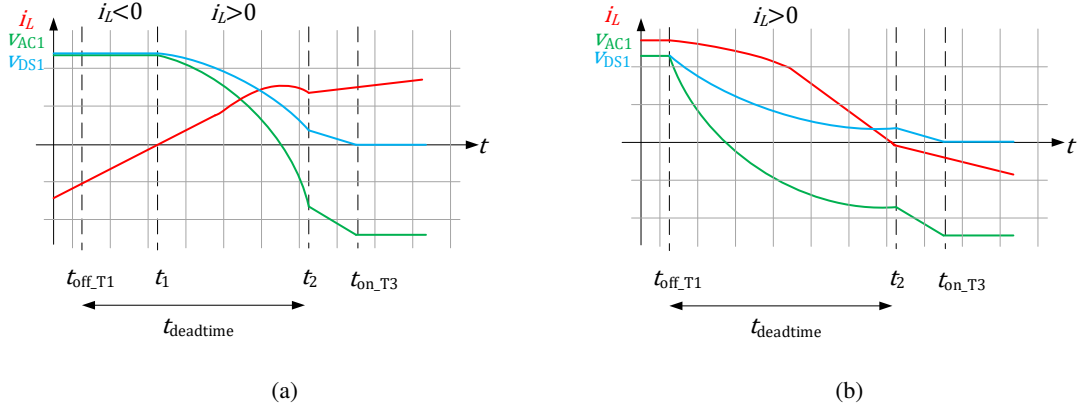 i_L<0 i_L>0
i_L
v_AC1
v_DS1
t
t_off_T1 t_1 t_2 t_on_T3
t_deadtime
(a)
i_L>0
i_L
v_AC1
v_DS1
t
t_off_T1 t_2 t_on_T3
t_deadtime
(b)